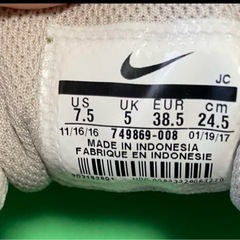 JC
US UK EUR cm
7.5 5 38.5 24.5
11/16/16 749869-008 01/19/17
MADE IN INDONESIA
FABRIQUE EN INDONESIE